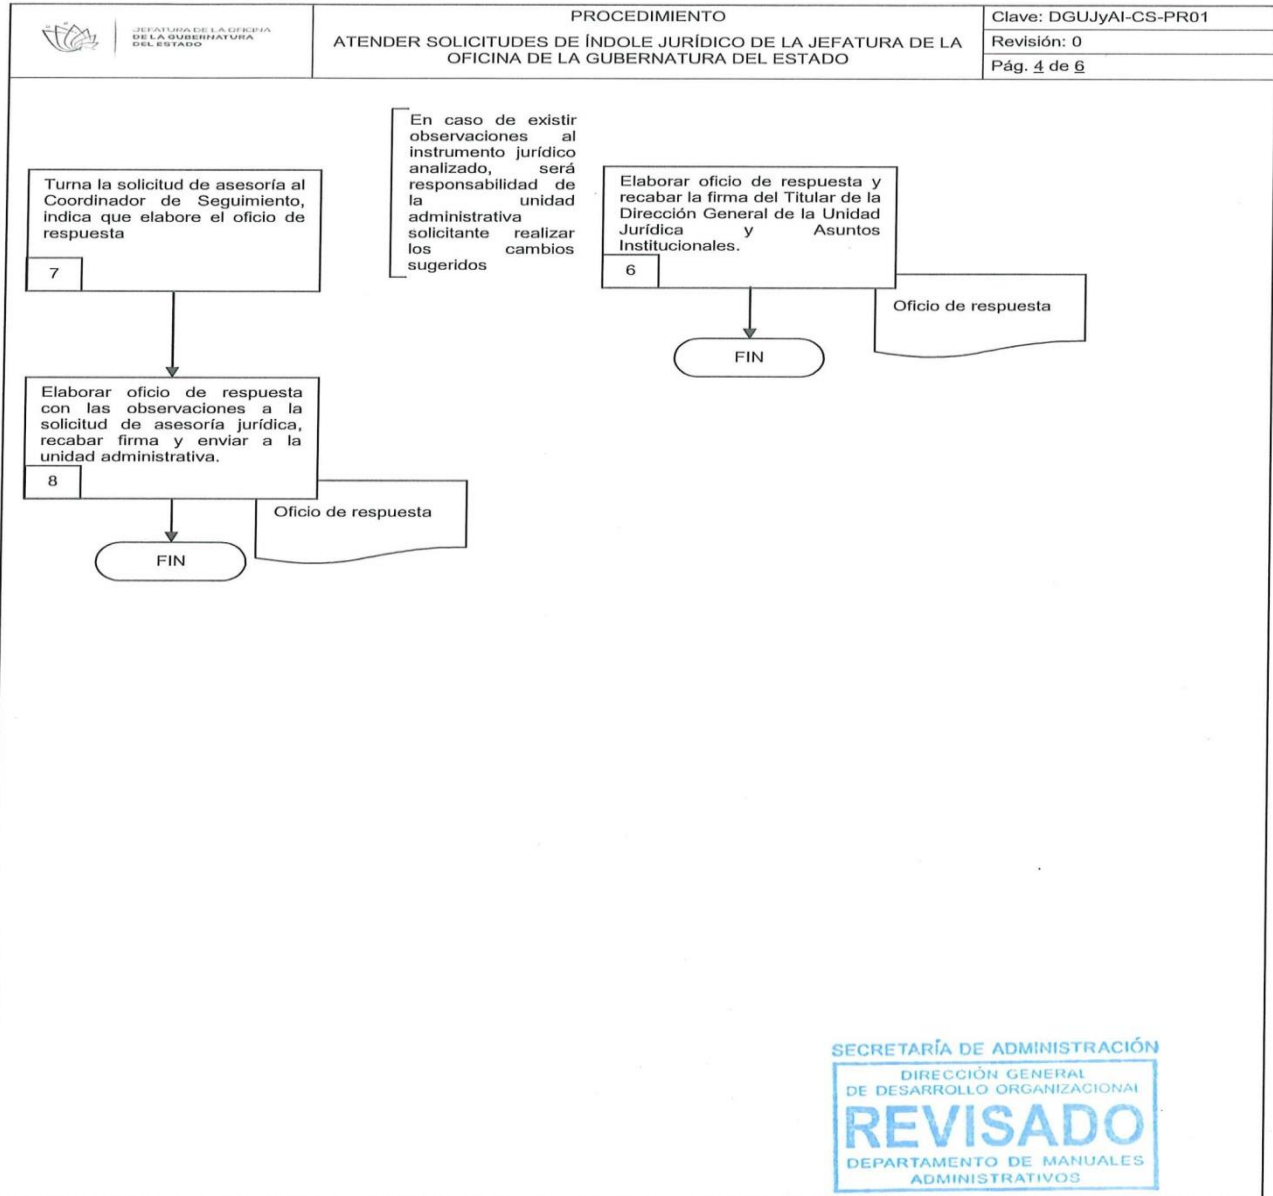 JEFATURA DE LA OFICINA
DE LA GUBERNATURA
DEL ESTADO
PROCEDIMIENTO
ATENDER SOLICITUDES DE ÍNDOLE JURÍDICO DE LA JEFATURA DE LA
OFICINA DE LA GUBERNATURA DEL ESTADO
Clave: DGUJyAI-CS-PR01
Revisión: 0
Pág. 4 de 6
Turna la solicitud de asesoría al
Coordinador de Seguimiento,
indica que elabore el oficio de
respuesta
7
En caso de existir
observaciones al
instrumento jurídico
analizado, será
responsabilidad de
la unidad
administrativa
solicitante realizar
los cambios
sugeridos
Elaborar oficio de respuesta y
recabar la firma del Titular de la
Dirección General de la Unidad
Jurídica y Asuntos
Institucionales.
6
Oficio de respuesta
FIN
Elaborar oficio de respuesta
con las observaciones a la
solicitud de asesoría jurídica,
recabar firma y enviar a la
unidad administrativa.
8
Oficio de respuesta
FIN
SECRETARÍA DE ADMINISTRACIÓN
DIRECCIÓN GENERAL
DE DESARROLLO ORGANIZACIONAL
REVISADO
DEPARTAMENTO DE MANUALES
ADMINISTRATIVOS